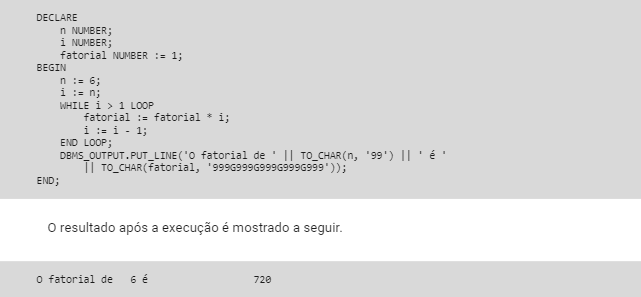 DECLARE
    n NUMBER;
    i NUMBER;
    fatorial NUMBER := 1;
BEGIN
    n := 6;
    i := n;
    WHILE i > 1 LOOP
        fatorial := fatorial * i;
        i := i - 1;
    END LOOP;
    DBMS_OUTPUT.PUT_LINE('O fatorial de ' || TO_CHAR(n, '99') || ' é '
        || TO_CHAR(fatorial, '999G999G999G999G999'));
END;
O resultado após a execução é mostrado a seguir.
O fatorial de   6 é                 720